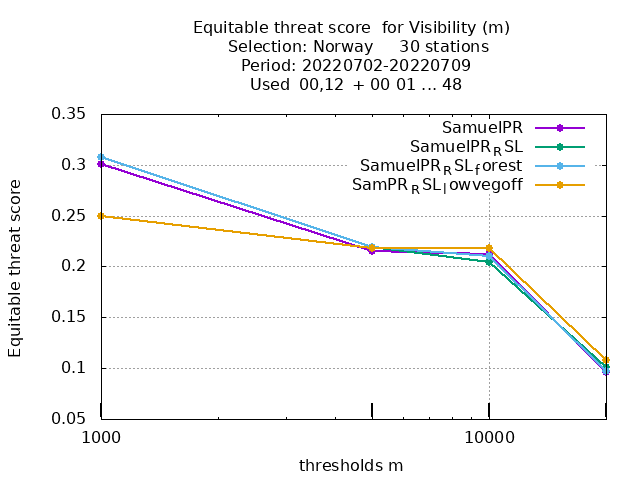 Equitable threat score for Visibility (m)
Selection: Norway 30 stations
Period: 20220702-20220709
Used 00,12 + 00 01 ... 48
0.35
0.3
0.25
0.2
0.15
0.1
0.05
Equitable threat score
SamuelPR
SamuelPR_RSL
SamuelPR_RSL_forest
SamPR_RSL_lowvegoff
1000
10000
thresholds m